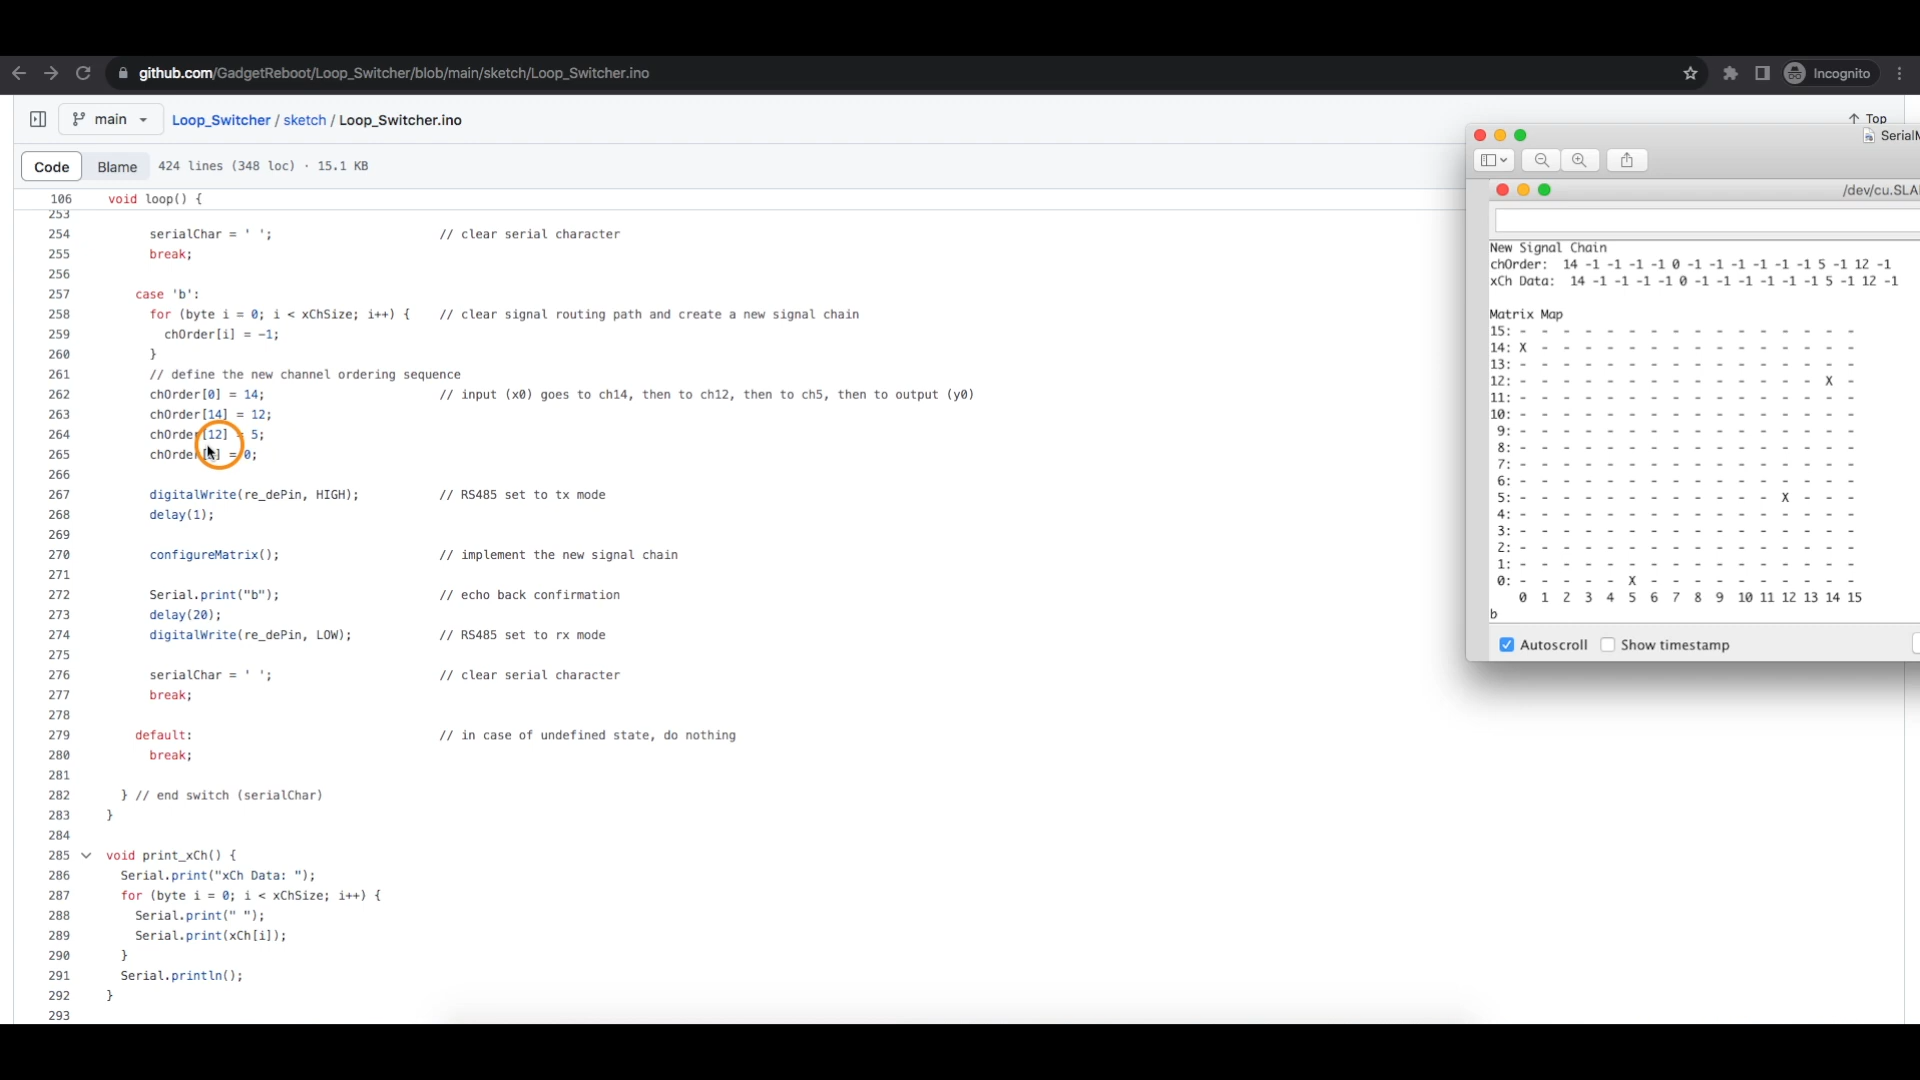 github.com/GadgetReboot/Loop_Switcher/blob/main/sketch/Loop_Switcher.ino
Incognito
main
Loop_Switcher / sketch / Loop_Switcher.ino
Top
Code Blame 424 lines (348 loc) · 15.1 KB
106 void loop() {
253
254 serialChar = ' '; // clear serial character
255 break;
256
257 case 'b':
258 for (byte i = 0; i < xChSize; i++) { // clear signal routing path and create a new signal chain
259 chOrder[i] = -1;
260 }
261 // define the new channel ordering sequence
262 chOrder[0] = 14; // input (x0) goes to ch14, then to ch12, then to ch5, then to output (y0)
263 chOrder[14] = 12;
264 chOrder[12] = 5;
265 = 0;
266
267 digitalWrite(re_dePin, HIGH); // RS485 set to tx mode
268 delay(1);
269
270 configureMatrix(); // implement the new signal chain
271
272 Serial.print("b"); // echo back confirmation
273 delay(20);
274 digitalWrite(re_dePin, LOW); // RS485 set to rx mode
275
276 serialChar = ' '; // clear serial character
277 break;
278
279 default: // in case of undefined state, do nothing
280 break;
281
282 } // end switch (serialChar)
283 }
284
285 void print_xCh() {
286 Serial.print("xCh Data: ");
287 for (byte i = 0; i < xChSize; i++) {
288 Serial.print(" ");
289 Serial.print(xCh[i]);
290 }
291 Serial.println();
292 }
293
SerialM
/dev/cu.SLA
New Signal Chain
chOrder: 14 -1 -1 -1 -1 0 -1 -1 -1 -1 -1 -1 5 -1 12 -1
xCh Data: 14 -1 -1 -1 -1 0 -1 -1 -1 -1 -1 -1 5 -1 12 -1
Matrix Map
15: - - - - - - - - - - - - - - - -
14: X - - - - - - - - - - - - - - -
13: - - - - - - - - - - - - - - - -
12: - - - - - - - - - - - - - - X -
11: - - - - - - - - - - - - - - - -
10: - - - - - - - - - - - - - - - -
9: - - - - - - - - - - - - - - - -
8: - - - - - - - - - - - - - - - -
7: - - - - - - - - - - - - - - - -
6: - - - - - - - - - - - - - - - -
5: - - - - - - - - - - - - X - - -
4: - - - - - - - - - - - - - - - -
3: - - - - - - - - - - - - - - - -
2: - - - - - - - - - - - - - - - -
1: - - - - - - - - - - - - - - - -
0: - - - - - X - - - - - - - - - -
0 1 2 3 4 5 6 7 8 9 10 11 12 13 14 15
b
Autoscroll Show timestamp